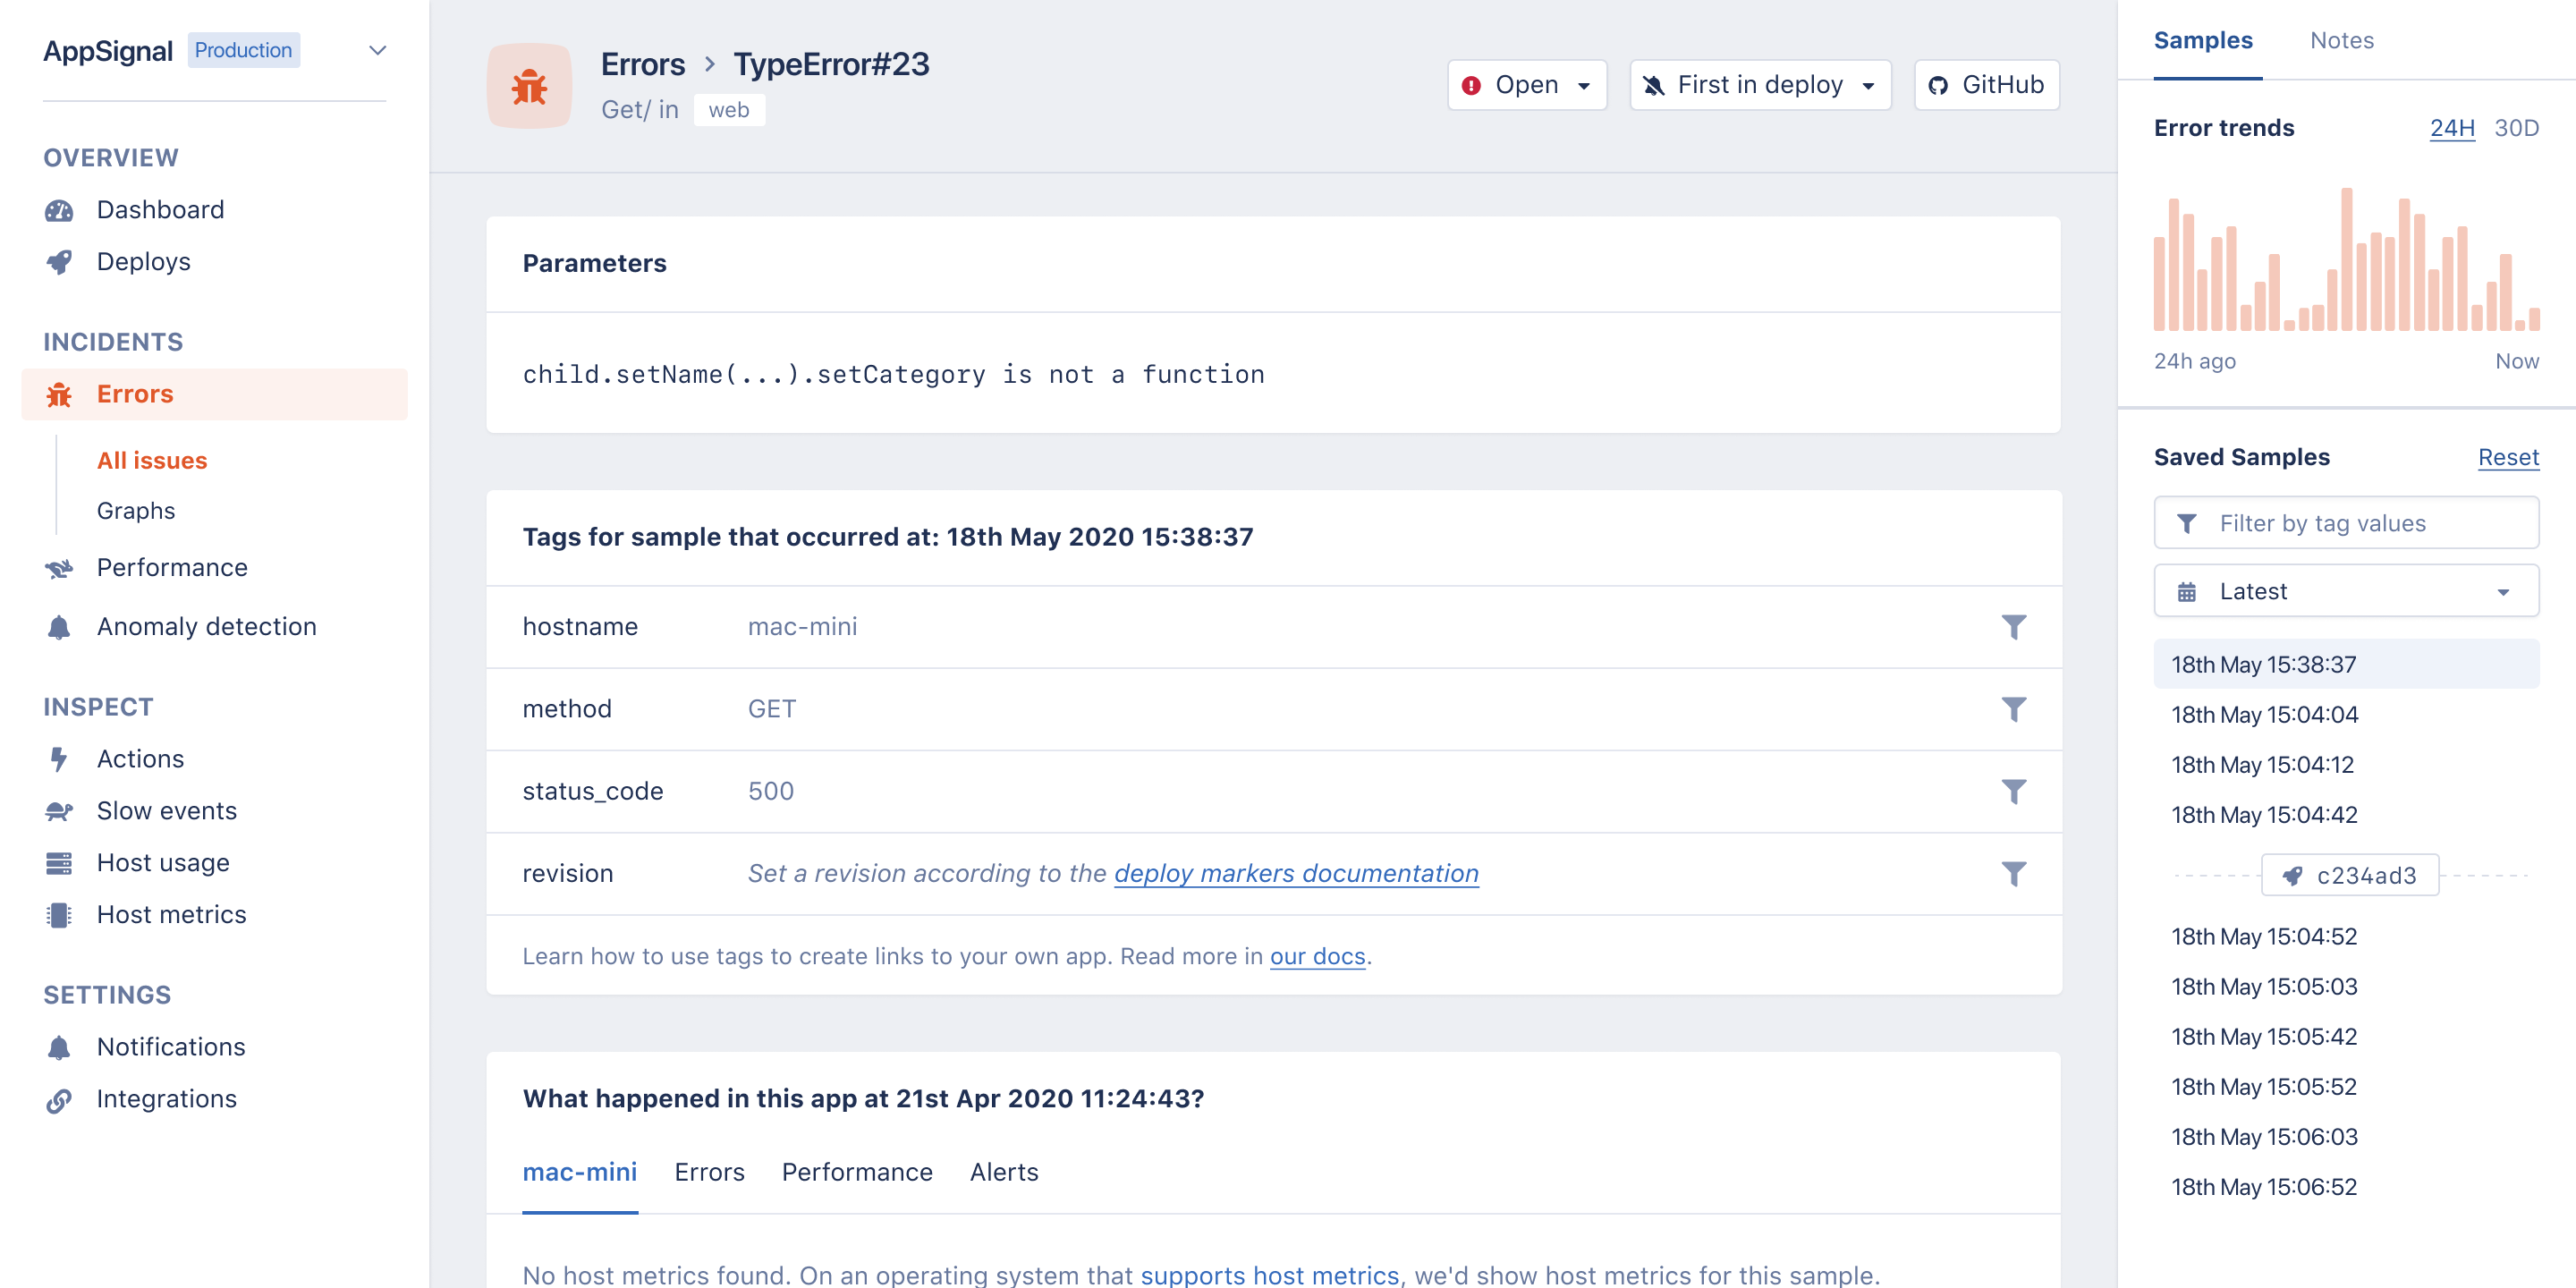 AppSignal Production
OVERVIEW
Dashboard
Deploys
INCIDENTS
Errors
All issues
Graphs
Performance
Anomaly detection
INSPECT
Actions
Slow events
Host usage
Host metrics
SETTINGS
Notifications
Integrations
Errors > TypeError#23
Get/ in web
Open
First in deploy
GitHub
Parameters
child.setName(...).setCategory is not a function
Tags for sample that occurred at: 18th May 2020 15:38:37
hostname mac-mini
method GET
status_code 500
revision Set a revision according to the deploy markers documentation
Learn how to use tags to create links to your own app. Read more in our docs.
What happened in this app at 21st Apr 2020 11:24:43?
mac-mini Errors Performance Alerts
No host metrics found. On an operating system that supports host metrics, we'd show host metrics for this sample.
Samples Notes
Error trends 24H 30D
24h ago Now
Saved Samples Reset
Filter by tag values
Latest
18th May 15:38:37
18th May 15:04:04
18th May 15:04:12
18th May 15:04:42
c234ad3
18th May 15:04:52
18th May 15:05:03
18th May 15:05:42
18th May 15:05:52
18th May 15:06:03
18th May 15:06:52